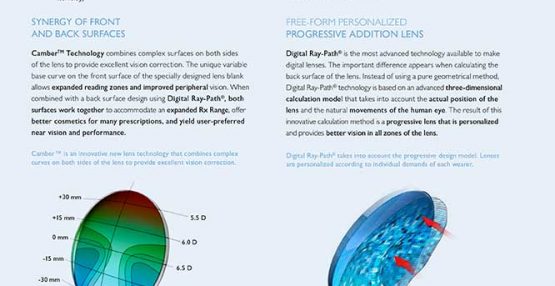 SYNERGY OF FRONT
AND BACK SURFACES
Camber™ Technology combines complex surfaces on both sides
of the lens to provide excellent vision correction. The unique variable
base curve on the front surface of the specially designed lens blank
allows expanded reading zones and improved peripheral vision. When
combined with a back surface design using Digital Ray-Path®, both
surfaces work together to accommodate an expanded Rx Range, offer
better cosmetics for many prescriptions, and yield user-preferred
near vision and performance.
Camber™ is an innovative new lens technology that combines complex
curves on both sides of the lens to provide excellent vision correction.
+30 mm
+15 mm
0 mm
-15 mm
-30 mm
5.5 D
6.0 D
6.5 D
FREE-FORM PERSONALIZED
PROGRESSIVE ADDITION LENS
Digital Ray-Path® is the most advanced technology available to make
digital lenses. The important difference appears when calculating the
back surface of the lens. Instead of using a pure geometrical method,
Digital Ray-Path® technology is based on an advanced three-dimensional
calculation model that takes into account the actual position of the
lens and the natural movements of the human eye. The result of this
innovative calculation method is a progressive lens that is personalized
and provides better vision in all zones of the lens.
Digital Ray-Path® takes into account the progressive design model. Lenses
are personalized according to individual demands of each wearer.